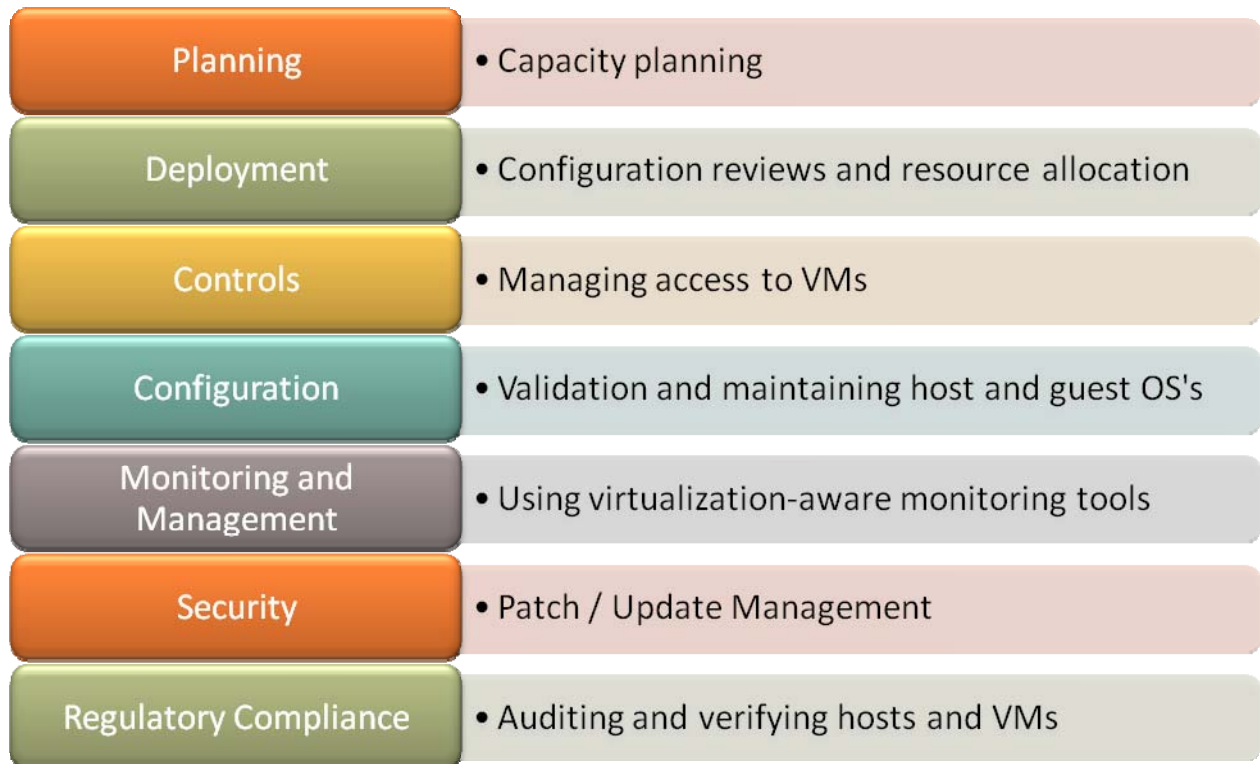 Planning
• Capacity planning
Deployment
• Configuration reviews and resource allocation
Controls
• Managing access to VMs
Configuration
• Validation and maintaining host and guest OS's
Monitoring and
Management
• Using virtualization-aware monitoring tools
Security
• Patch / Update Management
Regulatory Compliance
• Auditing and verifying hosts and VMs